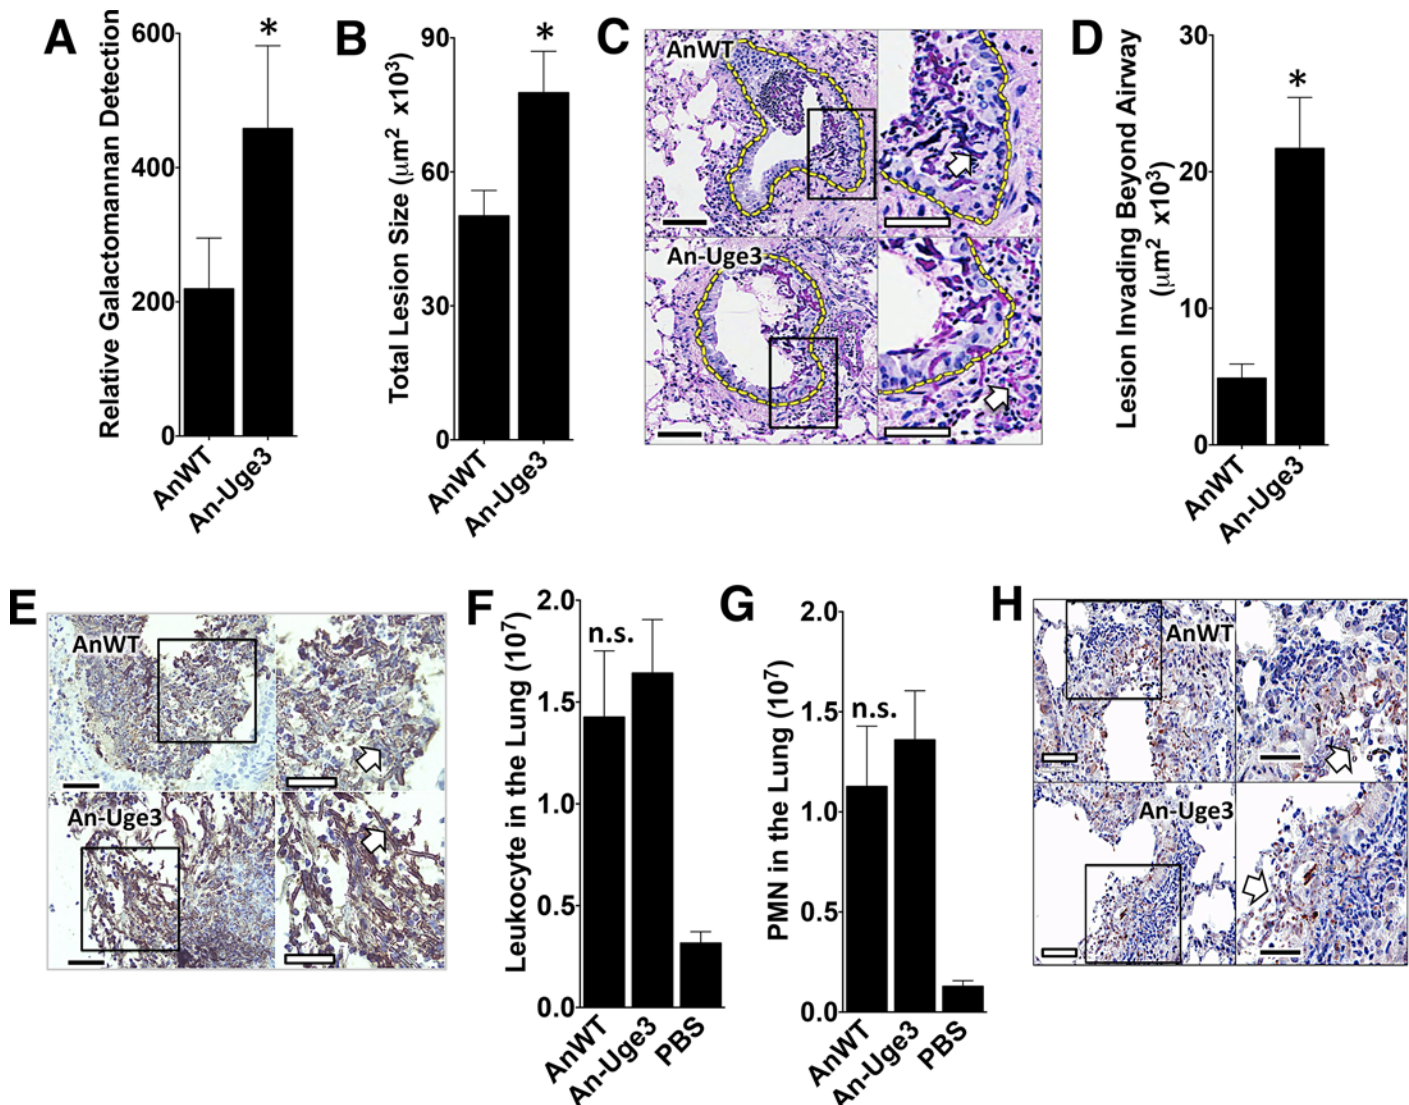 A
Relative Galactomannan Detection
600
400
200
0
*
AnWT
An-Uge3
B
Total Lesion Size (µm² x10³)
90
60
30
0
*
AnWT
An-Uge3
C
AnWT
An-Uge3
D
Lesion Invading Beyond Airway
(µm² x10³)
30
20
10
0
*
AnWT
An-Uge3
E
AnWT
An-Uge3
F
Leukocyte in the Lung (10⁷)
2.0
1.5
1.0
0.5
0.0
n.s.
AnWT
An-Uge3
PBS
G
PMN in the Lung (10⁷)
2.0
1.5
1.0
0.5
0.0
n.s.
AnWT
An-Uge3
PBS
H
AnWT
An-Uge3